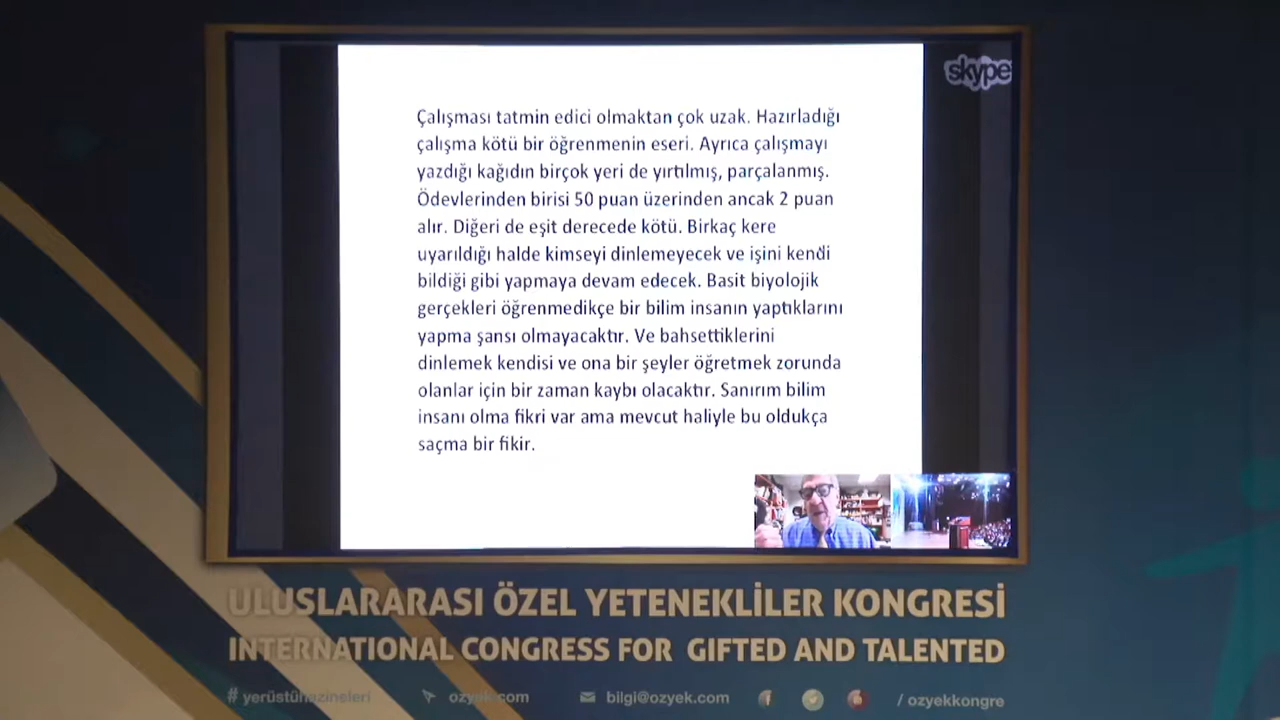 skype
Çalışması tatmin edici olmaktan çok uzak. Hazırladığı
çalışma kötü bir öğrenmenin eseri. Ayrıca çalışmayı
yazdığı kağıdın birçok yeri de yırtılmış, parçalanmış.
Ödevlerinden birisi 50 puan üzerinden ancak 2 puan
alır. Diğeri de eşit derecede kötü. Birkaç kere
uyarıldığı halde kimseyi dinlemeyecek ve işini kendi
bildiği gibi yapmaya devam edecek. Basit biyolojik
gerçekleri öğrenmedikçe bir bilim insanın yaptıklarını
yapma şansı olmayacaktır. Ve bahsettiklerini
dinlemek kendisi ve ona bir şeyler öğretmek zorunda
olanlar için bir zaman kaybı olacaktır. Sanırım bilim
insanı olma fikri var ama mevcut haliyle bu oldukça
saçma bir fikir.
ULUSLARARASI ÖZEL YETENEKLİLER KONGRESİ
INTERNATIONAL CONGRESS FOR GIFTED AND TALENTED
# yerüstühazineleri ozyek.com bilgi@ozyek.com / ozyekkongre